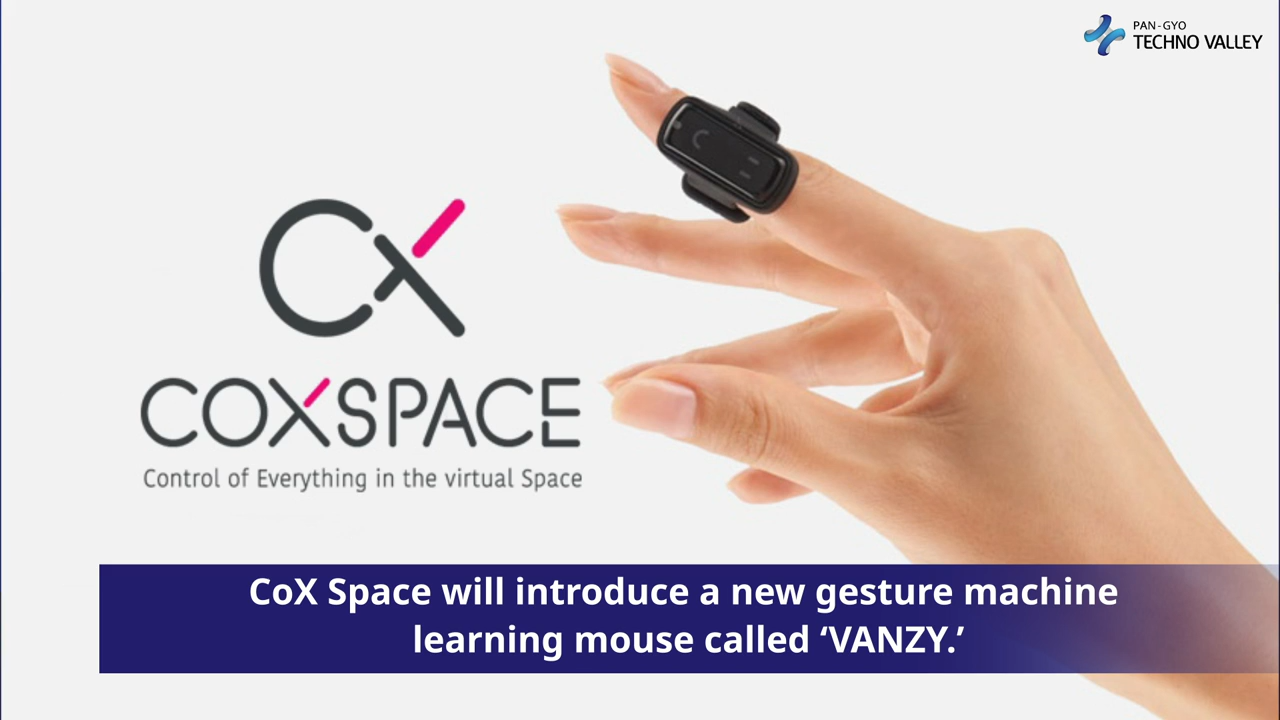 PAN-GYO
TECHNO VALLEY
CX
COXSPACE
Control of Everything in the virtual Space
CoX Space will introduce a new gesture machine
learning mouse called ‘VANZY.’